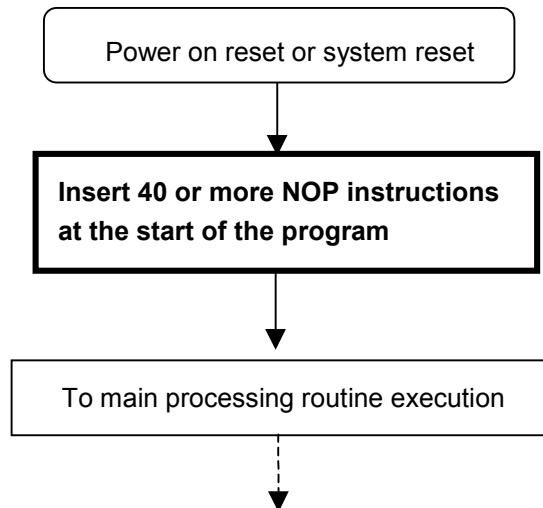 Power on reset or system reset
Insert 40 or more NOP instructions
at the start of the program
To main processing routine execution